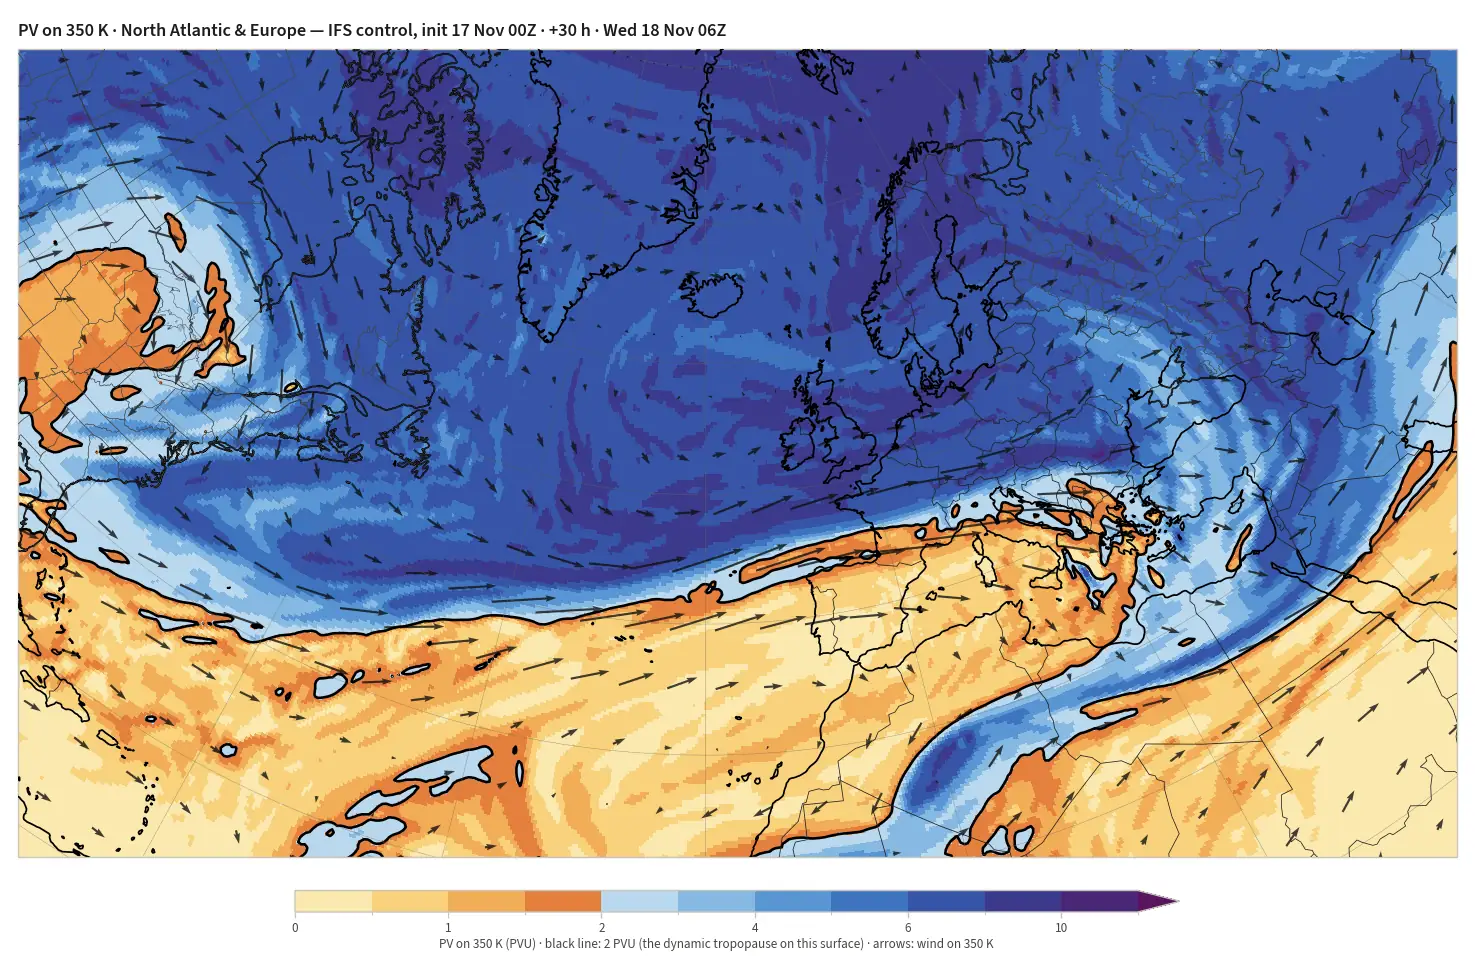 PV on 350 K · North Atlantic & Europe — IFS control, init 17 Nov 00Z · +30 h · Wed 18 Nov 06Z
0 1 2 4 6 10
PV on 350 K (PVU) · black line: 2 PVU (the dynamic tropopause on this surface) · arrows: wind on 350 K